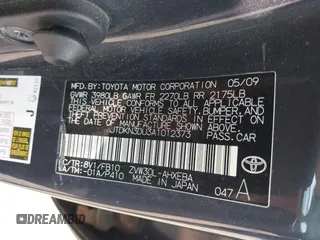 MFD. BY: TOYOTA MOTOR CORPORATION 05/09
GVWR 3980LB GAWR FR 2270LB RR 2175LB
THIS VEHICLE CONFORMS TO ALL APPLICABLE
FEDERAL MOTOR VEHICLE SAFETY, BUMPER, AND
THEFT PREVENTION STANDARDS IN EFFECT ON
THE DATE OF MANUFACTURE SHOWN ABOVE.
JTDKN3DU3A1012373 PASS.CAR
C/TR: 8V1/FB10 ZVW30L-AHXEBA
A/TM: -01A/P410 MADE IN JAPAN
TOYOTA
047 A
J
© IDRIVEANDBID